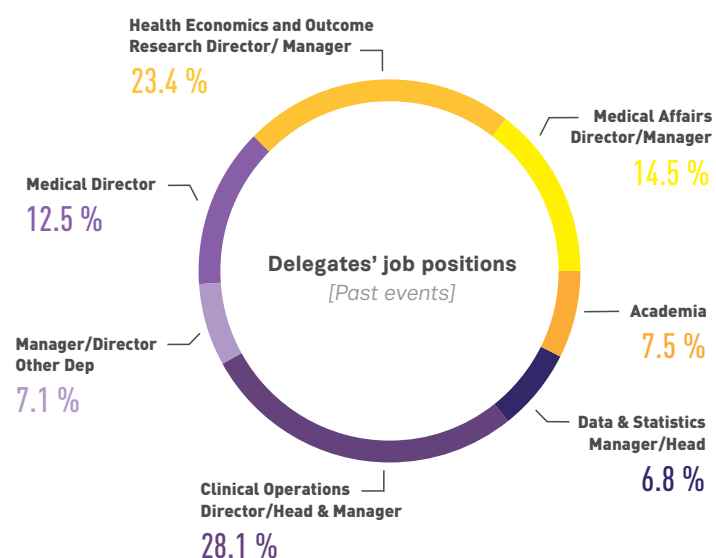 Health Economics and Outcome
Research Director/ Manager
23.4 %
Medical Affairs
Director/Manager
14.5 %
Medical Director
12.5 %
Delegates’ job positions
[Past events]
Academia
7.5 %
Manager/Director
Other Dep
7.1 %
Data & Statistics
Manager/Head
6.8 %
Clinical Operations
Director/Head & Manager
28.1 %